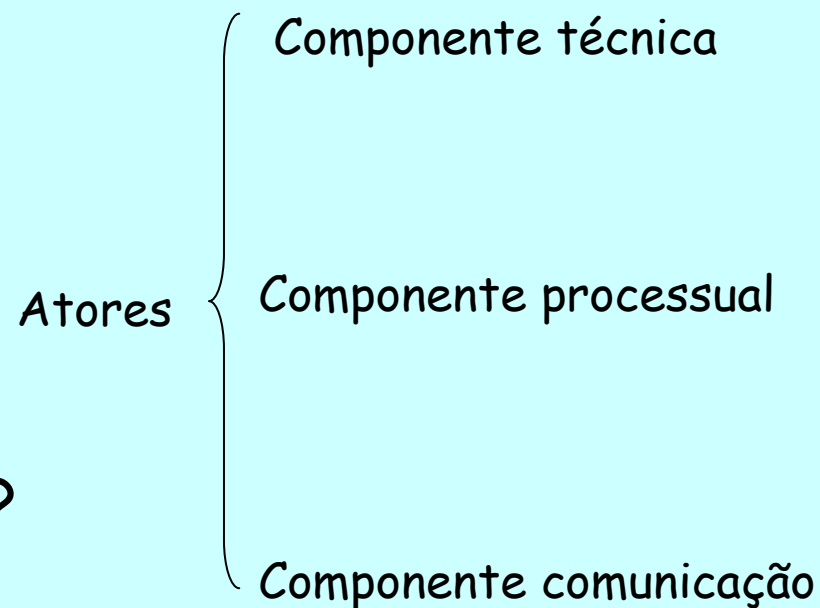 Componente técnica
Atores
Componente processual
Componente comunicação